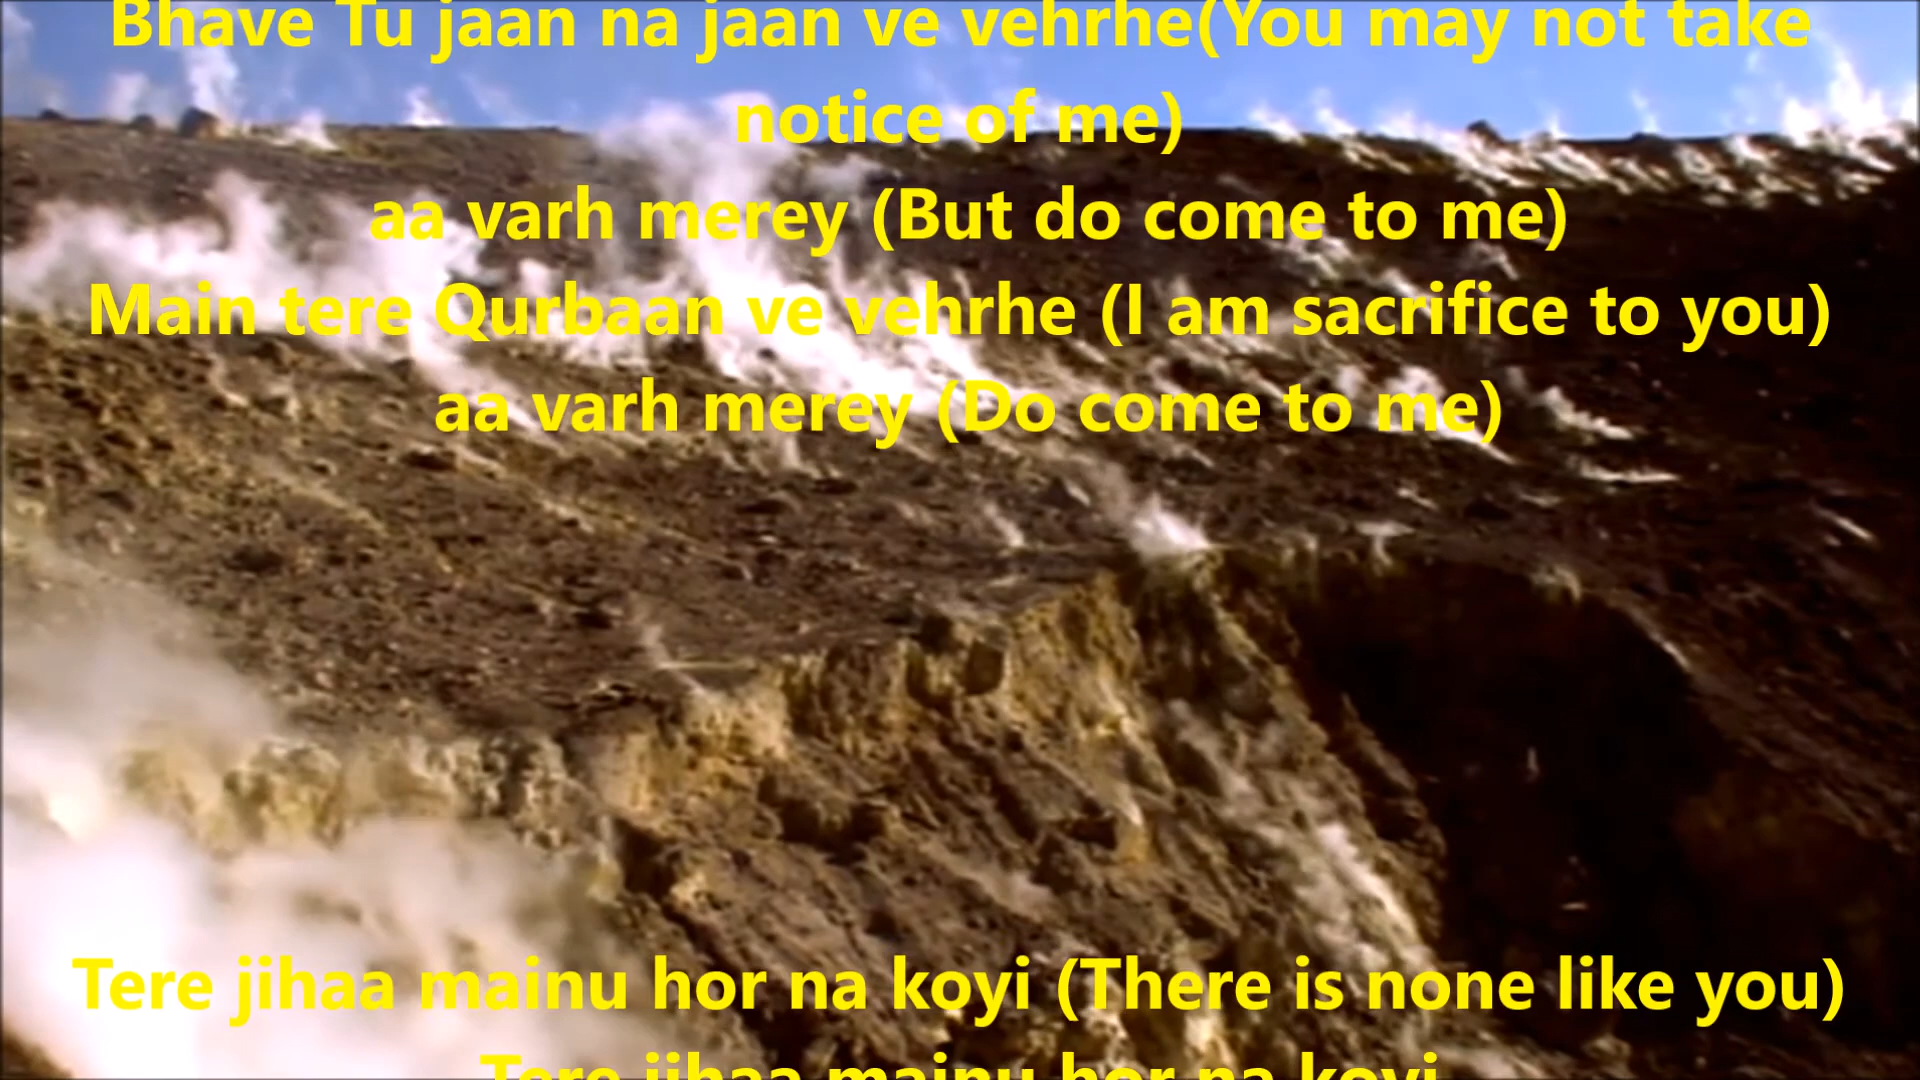 Bhave Tu jaan na jaan ve vehrhe(You may not take
notice of me)
aa varh merey (But do come to me)
Main tere Qurbaan ve vehrhe (I am sacrifice to you)
aa varh merey (Do come to me)
Tere jihaa mainu hor na koyi (There is none like you)
Tere jihaa mainu hor na koyi